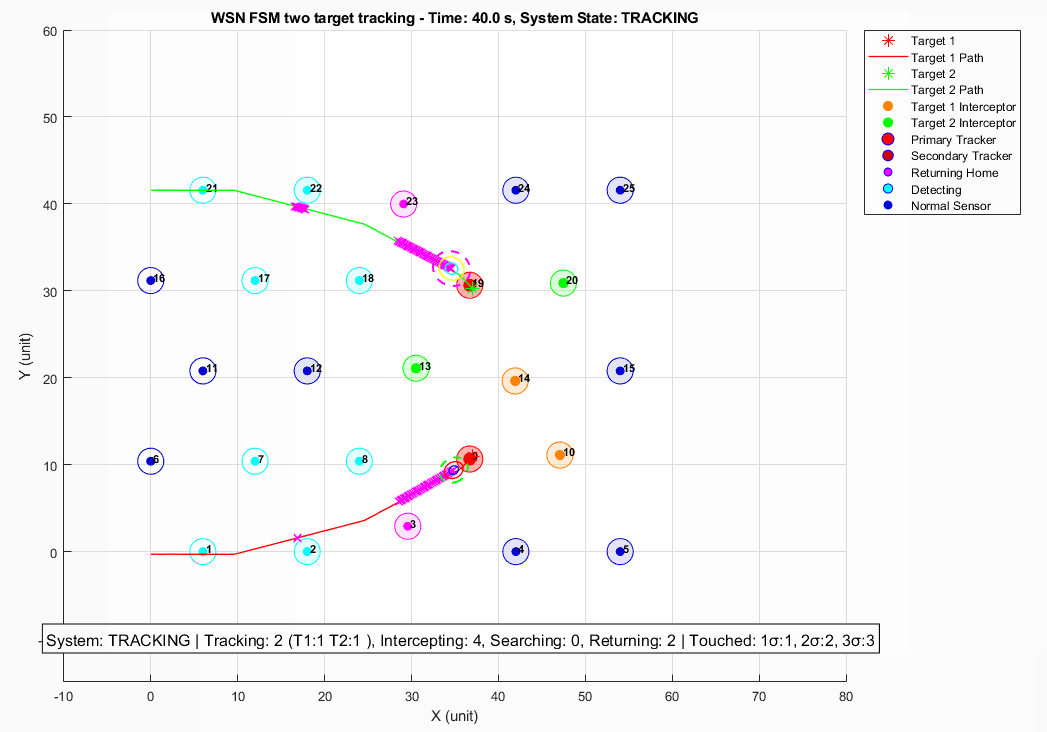 WSN FSM two target tracking - Time: 40.0 s, System State: TRACKING
60
50
40
30
20
10
0
Y (unit)
21
22
23
24
25
16
17
18
19
20
11
12
13
14
15
6
7
8
9
10
1
2
3
4
5
Target 1
Target 1 Path
Target 2
Target 2 Path
Target 1 Interceptor
Target 2 Interceptor
Primary Tracker
Secondary Tracker
Returning Home
Detecting
Normal Sensor
System: TRACKING | Tracking: 2 (T1:1 T2:1 ), Intercepting: 4, Searching: 0, Returning: 2 | Touched: 1σ:1, 2σ:2, 3σ:3
-10
0
10
20
30
40
50
60
70
80
X (unit)